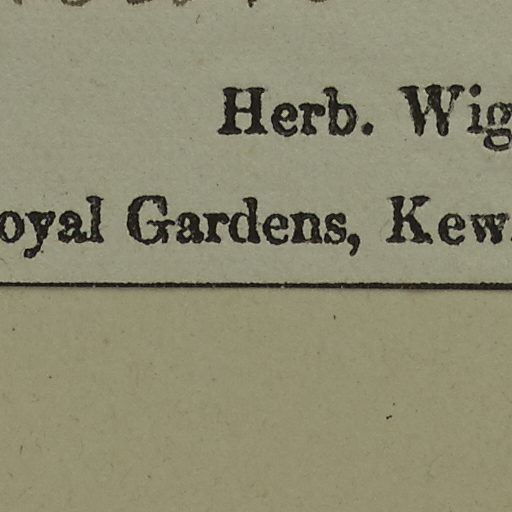 Herb. Wig
oyal Gardens, Kew.